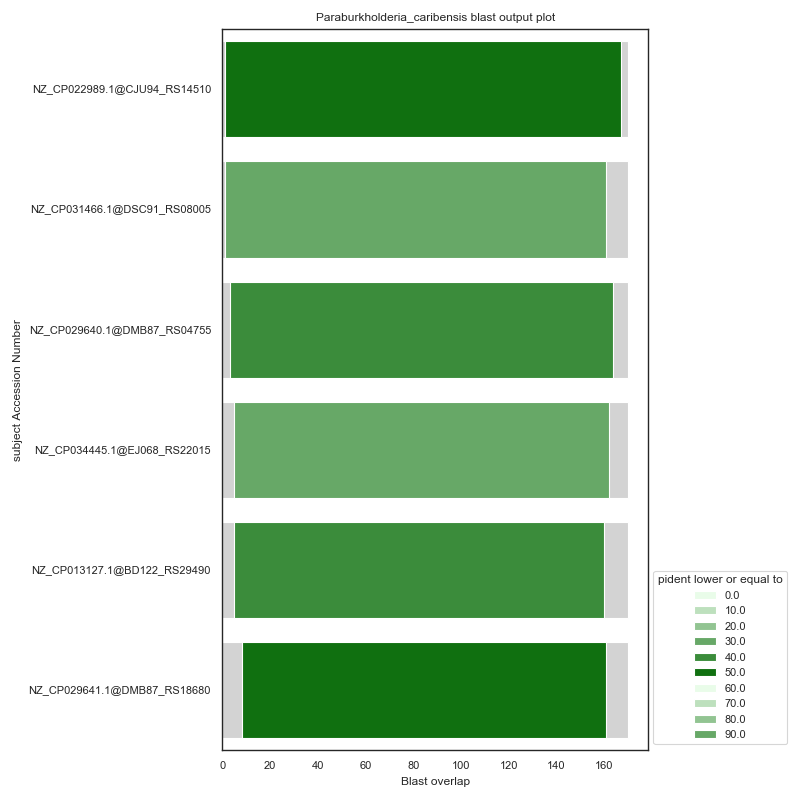 Paraburkholderia_caribensis blast output plot
NZ_CP022989.1@CJU94_RS14510
NZ_CP031466.1@DSC91_RS08005
NZ_CP029640.1@DMB87_RS04755
NZ_CP034445.1@EJ068_RS22015
NZ_CP013127.1@BD122_RS29490
NZ_CP029641.1@DMB87_RS18680
subject Accession Number
0 20 40 60 80 100 120 140 160
Blast overlap
pident lower or equal to
0.0
10.0
20.0
30.0
40.0
50.0
60.0
70.0
80.0
90.0